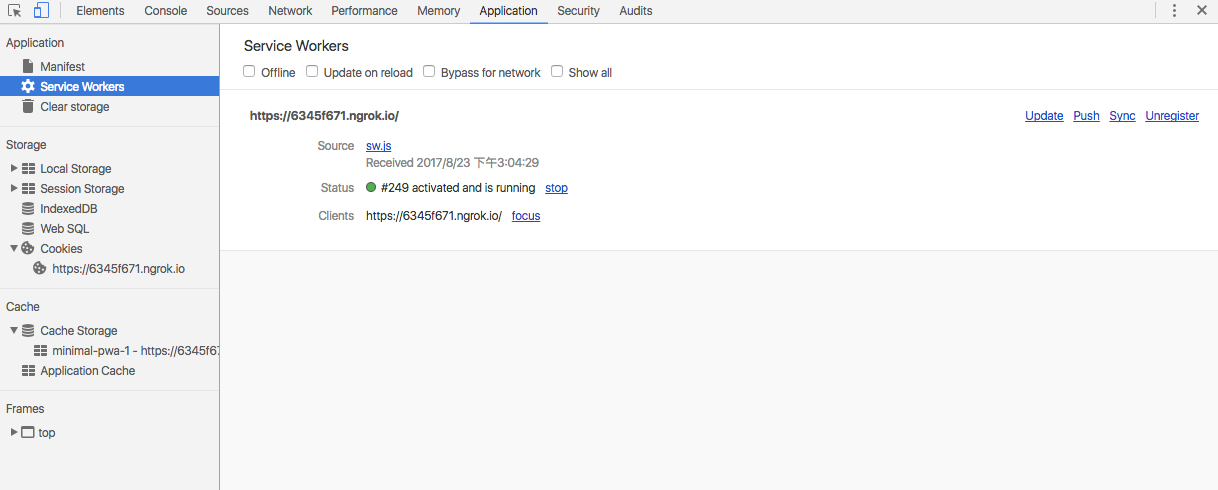 Elements Console Sources Network Performance Memory Application Security Audits
Application
Manifest
Service Workers
Clear storage
Storage
Local Storage
Session Storage
IndexedDB
Web SQL
Cookies
https://6345f671.ngrok.io
Cache
Cache Storage
minimal-pwa-1 - https://6345f67
Application Cache
Frames
top
Service Workers
Offline Update on reload Bypass for network Show all
https://6345f671.ngrok.io/ Update Push Sync Unregister
Source sw.js
Received 2017/8/23 下午3:04:29
Status #249 activated and is running stop
Clients https://6345f671.ngrok.io/ focus